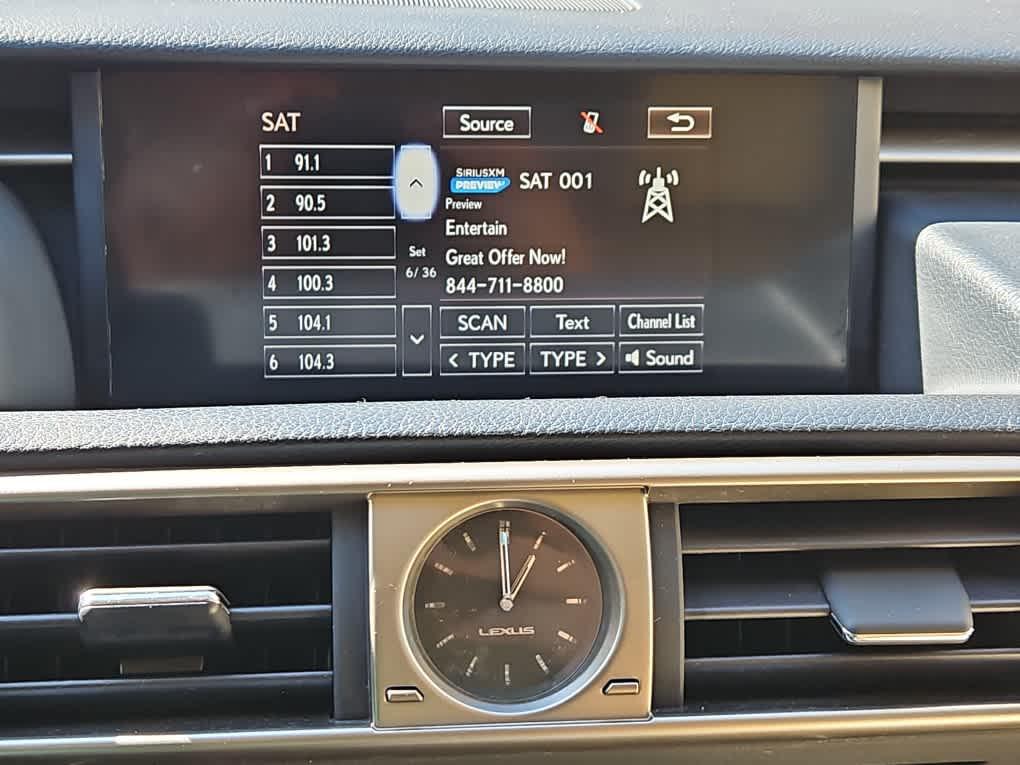 SAT
Source
1 91.1
2 90.5
3 101.3
4 100.3
5 104.1
6 104.3
Set
6/36
SIRIUSXM
PREVIEW
SAT 001
Preview
Entertain
Great Offer Now!
844-711-8800
SCAN
Text
Channel List
< TYPE
TYPE >
Sound
LEXUS